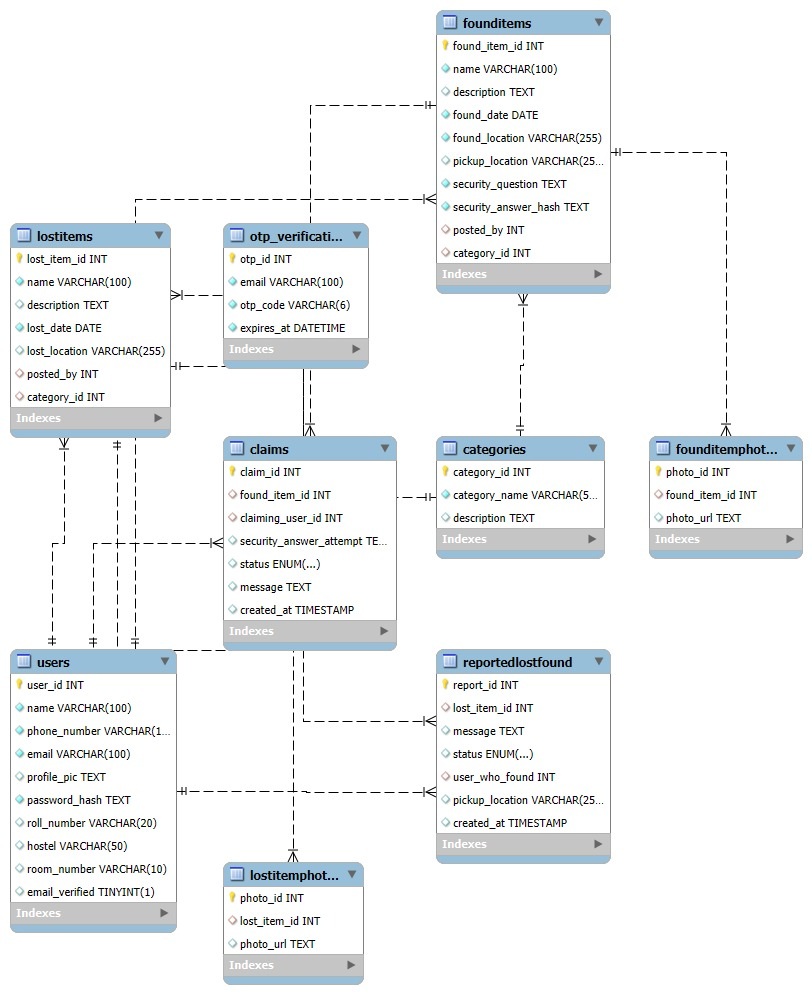 founditems
found_item_id INT
name VARCHAR(100)
description TEXT
found_date DATE
found_location VARCHAR(255)
pickup_location VARCHAR(25...
security_question TEXT
security_answer_hash TEXT
posted_by INT
category_id INT
Indexes
lostitems
lost_item_id INT
name VARCHAR(100)
description TEXT
lost_date DATE
lost_location VARCHAR(255)
posted_by INT
category_id INT
Indexes
otp_verificati...
otp_id INT
email VARCHAR(100)
otp_code VARCHAR(6)
expires_at DATETIME
Indexes
claims
claim_id INT
found_item_id INT
claiming_user_id INT
security_answer_attempt TE...
status ENUM(...)
message TEXT
created_at TIMESTAMP
Indexes
categories
category_id INT
category_name VARCHAR(5...
description TEXT
Indexes
founditemphot...
photo_id INT
found_item_id INT
photo_url TEXT
Indexes
users
user_id INT
name VARCHAR(100)
phone_number VARCHAR(1...
email VARCHAR(100)
profile_pic TEXT
password_hash TEXT
roll_number VARCHAR(20)
hostel VARCHAR(50)
room_number VARCHAR(10)
email_verified TINYINT(1)
Indexes
reportedlostfound
report_id INT
lost_item_id INT
message TEXT
status ENUM(...)
user_who_found INT
pickup_location VARCHAR(25...
created_at TIMESTAMP
Indexes
lostitemphot...
photo_id INT
lost_item_id INT
photo_url TEXT
Indexes